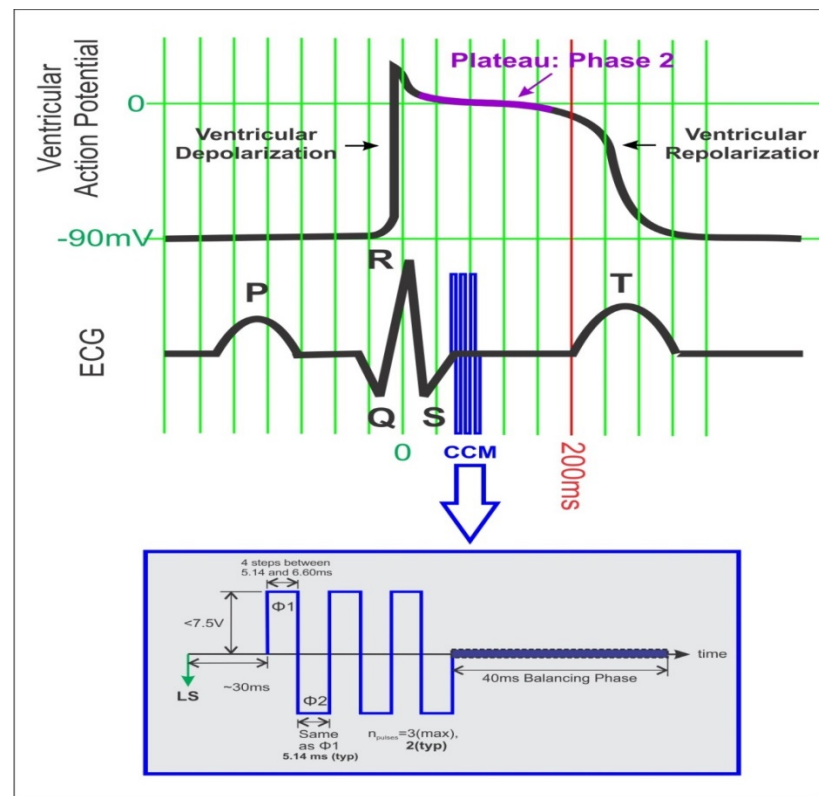 Plateau: Phase 2
Ventricular
Action Potential
0
Ventricular
Depolarization
Ventricular
Repolarization
-90mV
ECG
P
R
Q
S
T
0
CCM
200ms
4 steps between
5.14 and 6.60ms
Φ1
<7.5V
time
LS
~30ms
40ms Balancing Phase
Φ2
Same
as Φ1
5.14 ms (typ)
npulses=3(max),
2(typ)